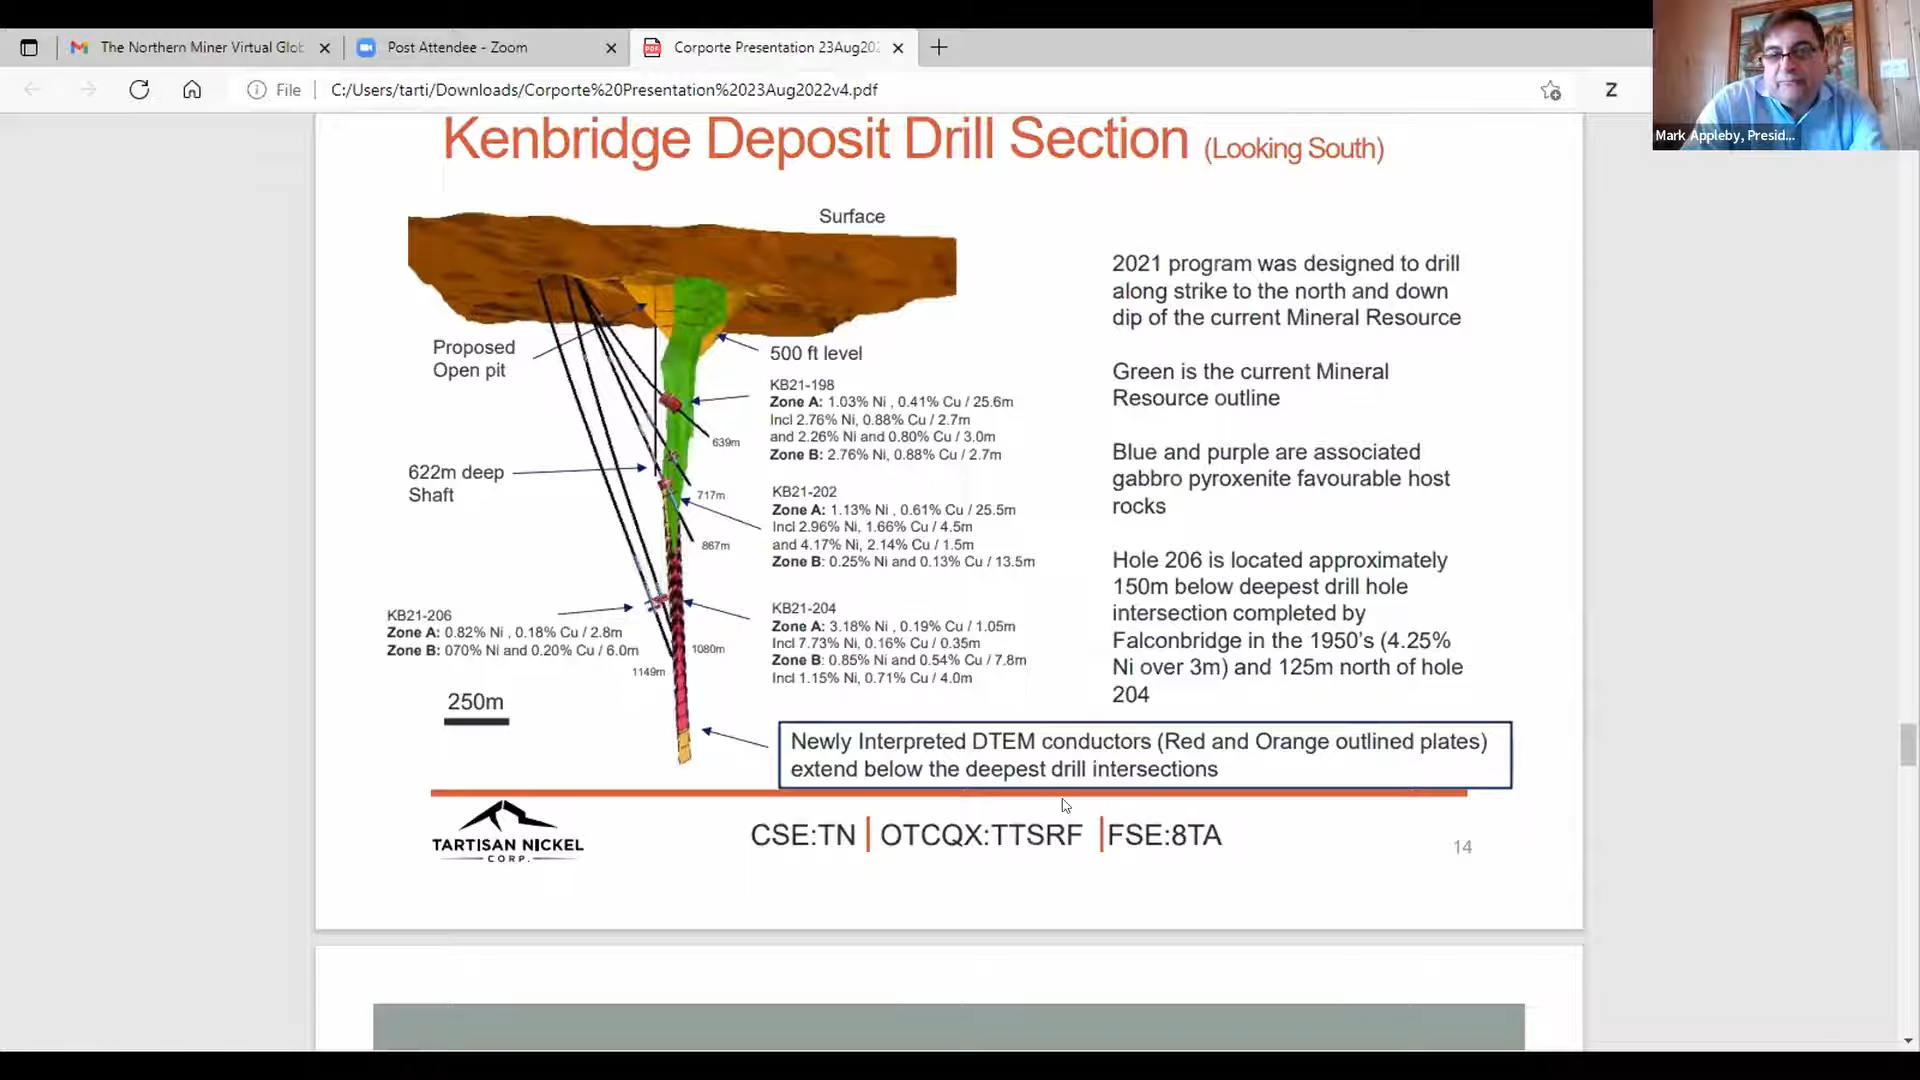 The Northern Miner Virtual Glob
Post Attendee - Zoom
Corporte Presentation 23Aug202
File
C:/Users/tarti/Downloads/Corporte%20Presentation%2023Aug2022v4.pdf
Z
Mark Appleby, Presid...
Kenbridge Deposit Drill Section (Looking South)
Surface
Proposed
Open pit
500 ft level
KB21-198
Zone A: 1.03% Ni , 0.41% Cu / 25.6m
Incl 2.76% Ni, 0.88% Cu / 2.7m
and 2.26% Ni and 0.80% Cu / 3.0m
Zone B: 2.76% Ni, 0.88% Cu / 2.7m
639m
622m deep
Shaft
717m
KB21-202
Zone A: 1.13% Ni , 0.61% Cu / 25.5m
Incl 2.96% Ni, 1.66% Cu / 4.5m
and 4.17% Ni, 2.14% Cu / 1.5m
Zone B: 0.25% Ni and 0.13% Cu / 13.5m
867m
KB21-206
Zone A: 0.82% Ni , 0.18% Cu / 2.8m
Zone B: 070% Ni and 0.20% Cu / 6.0m
KB21-204
Zone A: 3.18% Ni , 0.19% Cu / 1.05m
Incl 7.73% Ni, 0.16% Cu / 0.35m
Zone B: 0.85% Ni and 0.54% Cu / 7.8m
Incl 1.15% Ni, 0.71% Cu / 4.0m
1080m
1149m
250m
2021 program was designed to drill
along strike to the north and down
dip of the current Mineral Resource
Green is the current Mineral
Resource outline
Blue and purple are associated
gabbro pyroxenite favourable host
rocks
Hole 206 is located approximately
150m below deepest drill hole
intersection completed by
Falconbridge in the 1950's (4.25%
Ni over 3m) and 125m north of hole
204
Newly Interpreted DTEM conductors (Red and Orange outlined plates)
extend below the deepest drill intersections
TARTISAN NICKEL
CORP.
CSE:TN | OTCQX:TTSRF | FSE:8TA
14